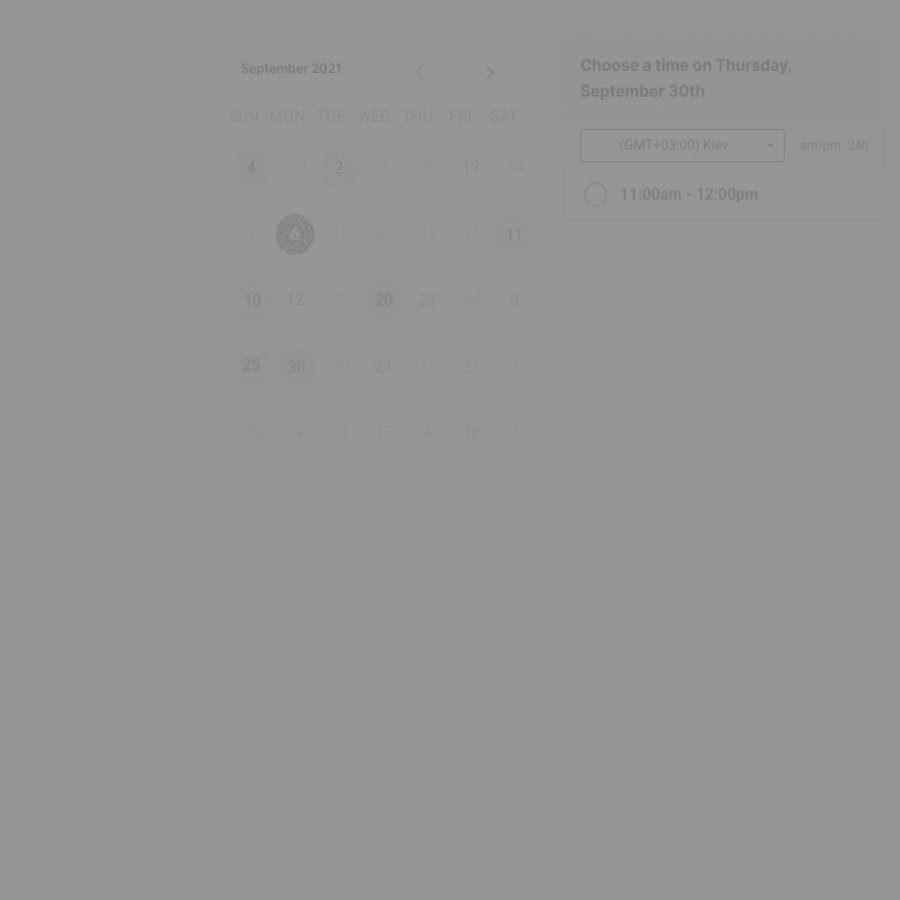 September 2021
SUN MON TUE WED THU FRI SAT
4 13 2 4 6 19 14
6 18 23 18 11 11
10 12 9 20 28 18 6
25 30 28 17 22 7
13 29 21 18 4 16 7
Choose a time on Thursday,
September 30th
(GMT+03:00) Kiev
am/pm 24h
11:00am - 12:00pm